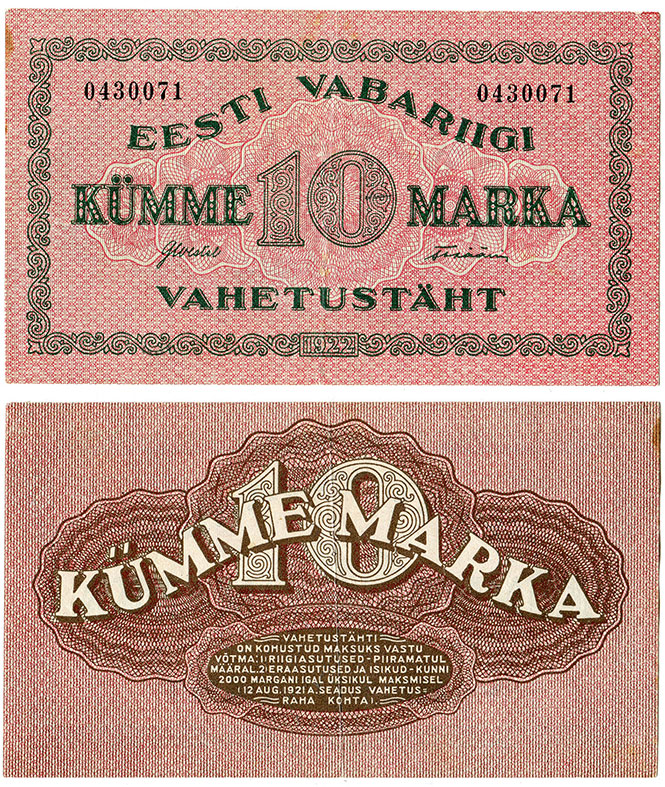 0430071 0430071
EESTI VABARIIGI
KÜMME 10 MARKA
VAHETUSTÄHT
1922
10
KÜMME MARKA
VAHETUSTÄHTI
ON KOHUSTUD MAKSUKS VASTU
VÕTMA: 1) RIIGIASUTUSED - PIIRAMATUL
MÄÄRAL. 2) ERAASUTUSED JA ISIKUD - KUNNI
2000 MARGANI IGAL ÜKSIKUL MAKSMISEL
(12 AUG. 1921 A. SEADUS VAHETUS-
RAHA KOHTA).